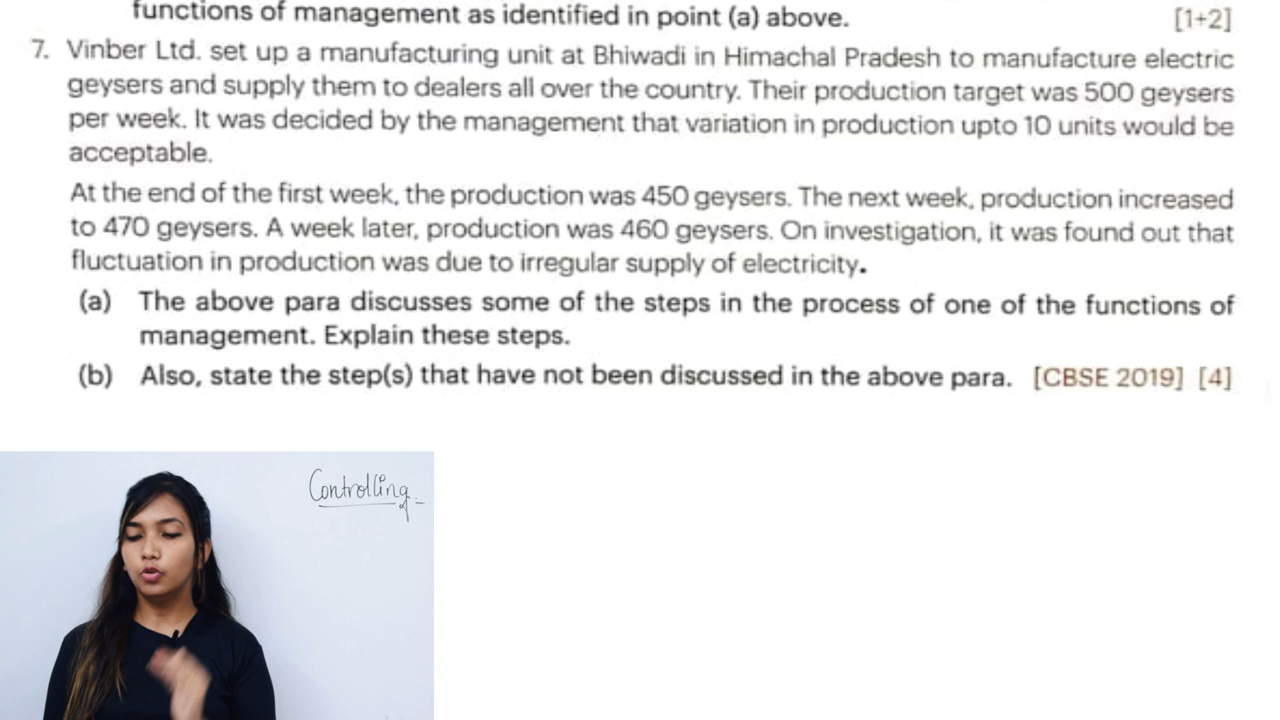 functions of management as identified in point (a) above. [1+2]
7. Vinber Ltd. set up a manufacturing unit at Bhiwadi in Himachal Pradesh to manufacture electric
geysers and supply them to dealers all over the country. Their production target was 500 geysers
per week. It was decided by the management that variation in production upto 10 units would be
acceptable.
At the end of the first week, the production was 450 geysers. The next week, production increased
to 470 geysers. A week later, production was 460 geysers. On investigation, it was found out that
fluctuation in production was due to irregular supply of electricity.
(a) The above para discusses some of the steps in the process of one of the functions of
management. Explain these steps.
(b) Also, state the step(s) that have not been discussed in the above para. [CBSE 2019] [4]
Controlling -